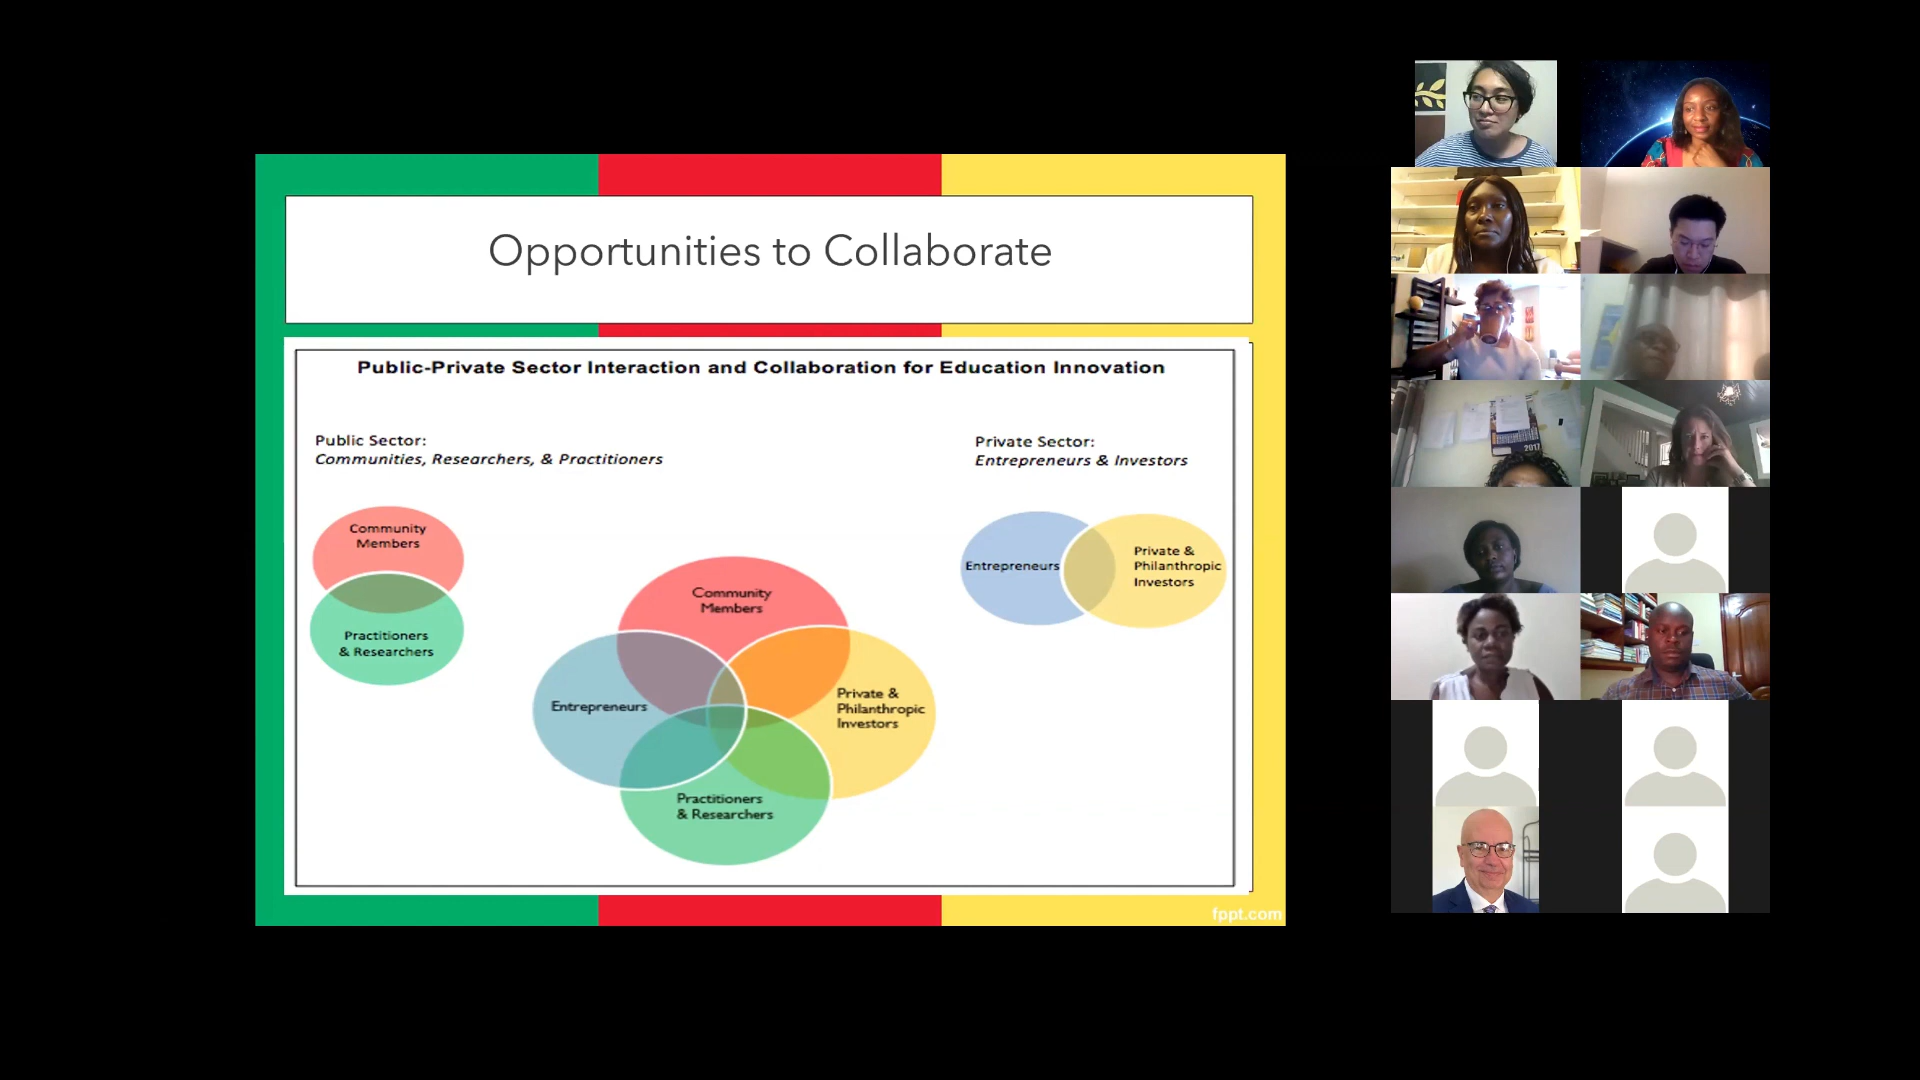 Opportunities to Collaborate
Public-Private Sector Interaction and Collaboration for Education Innovation
Public Sector:
Communities, Researchers, & Practitioners
Private Sector:
Entrepreneurs & Investors
Community
Members
Practitioners
& Researchers
Community
Members
Entrepreneurs
Private &
Philanthropic
Investors
Practitioners
& Researchers
Entrepreneurs
Private &
Philanthropic
Investors
fppt.com
2017